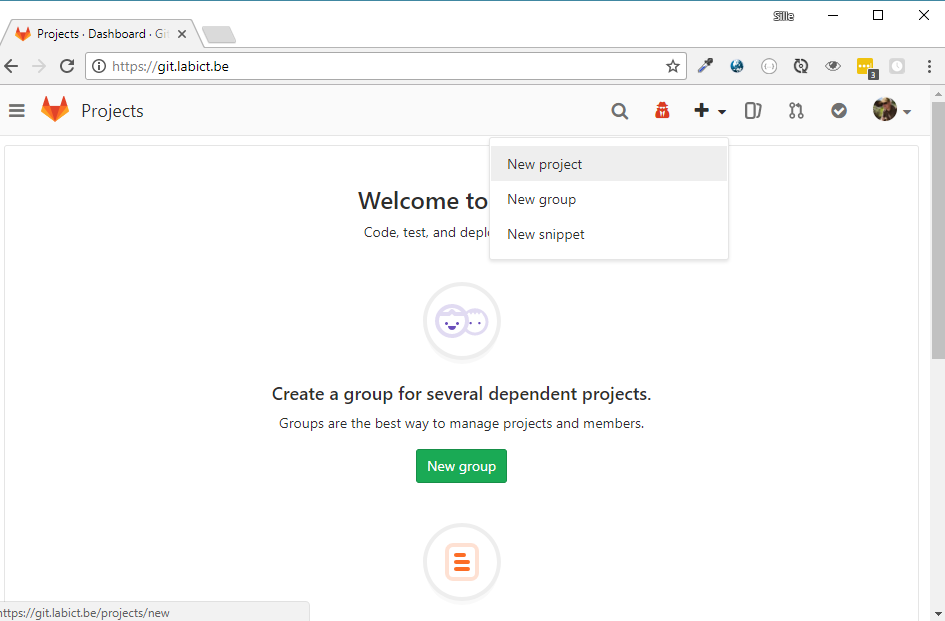 Sille
Projects · Dashboard · Git
https://git.labict.be
3
Projects
New project
New group
New snippet
Welcome to
Code, test, and deplo
Create a group for several dependent projects.
Groups are the best way to manage projects and members.
New group
https://git.labict.be/projects/new